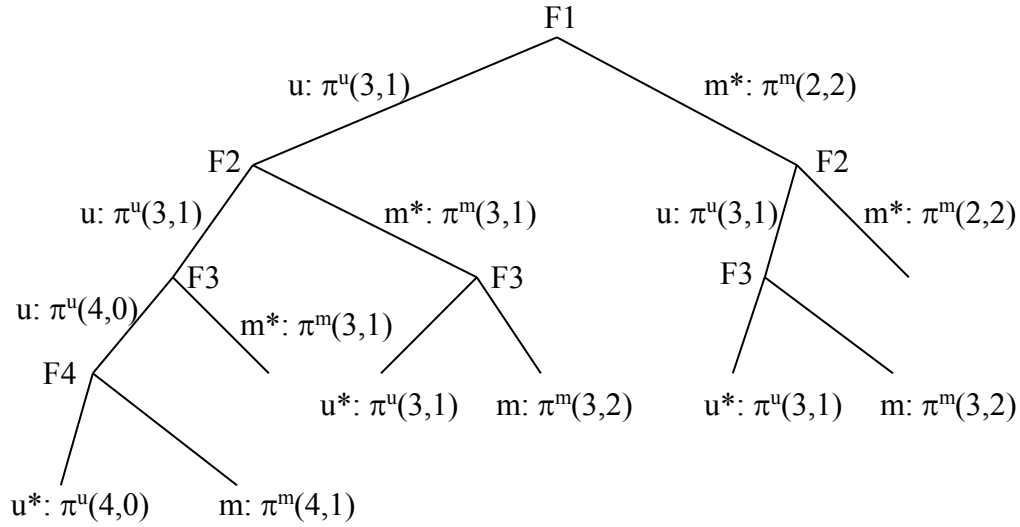 F1
u: πᵘ(3,1)
m*: πᵐ(2,2)
F2
F2
u: πᵘ(3,1)
m*: πᵐ(3,1)
u: πᵘ(3,1)
m*: πᵐ(2,2)
F3
F3
F3
u: πᵘ(4,0)
m*: πᵐ(3,1)
F4
u*: πᵘ(3,1)
m: πᵐ(3,2)
u*: πᵘ(3,1)
m: πᵐ(3,2)
u*: πᵘ(4,0)
m: πᵐ(4,1)